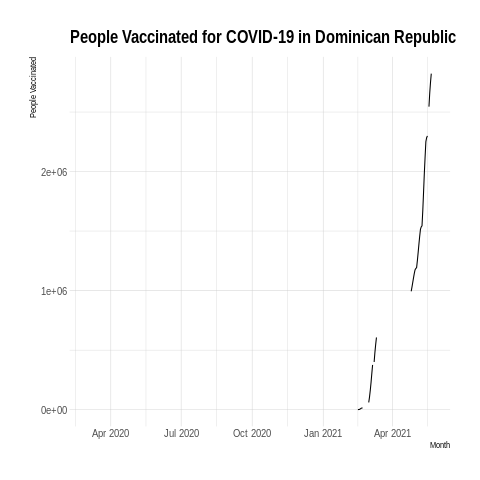 People Vaccinated for COVID-19 in Dominican Republic
People Vaccinated
2e+06
1e+06
0e+00
Apr 2020 Jul 2020 Oct 2020 Jan 2021 Apr 2021
Month